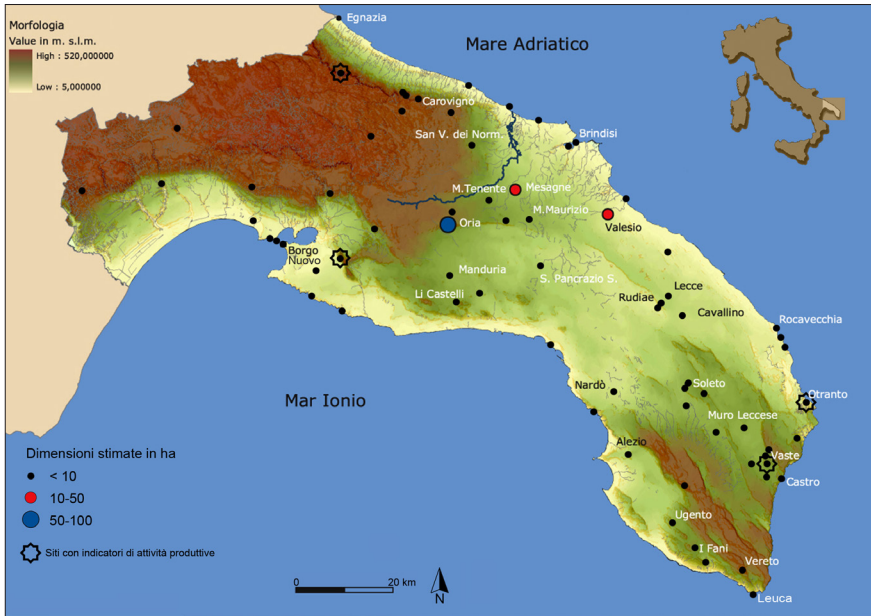 Morfologia
Value in m. s.l.m.
High : 520,000000
Low : 5,000000
Egnazia
Mare Adriatico
Carovigno
San V. dei Norm.
Brindisi
M.Tenente
Mesagne
Oria
M.Maurizio
Valesio
Borgo
Nuovo
Manduria
S. Pancrazio S.
Li Castelli
Lecce
Rudiae
Cavallino
Rocavecchia
Mar Ionio
Nardò
Soleto
Otranto
Muro Leccese
Alezio
Vaste
Castro
Ugento
I Fani
Vereto
Leuca
Dimensioni stimate in ha
< 10
10-50
50-100
Siti con indicatori di attività produttive
0
20 km
N